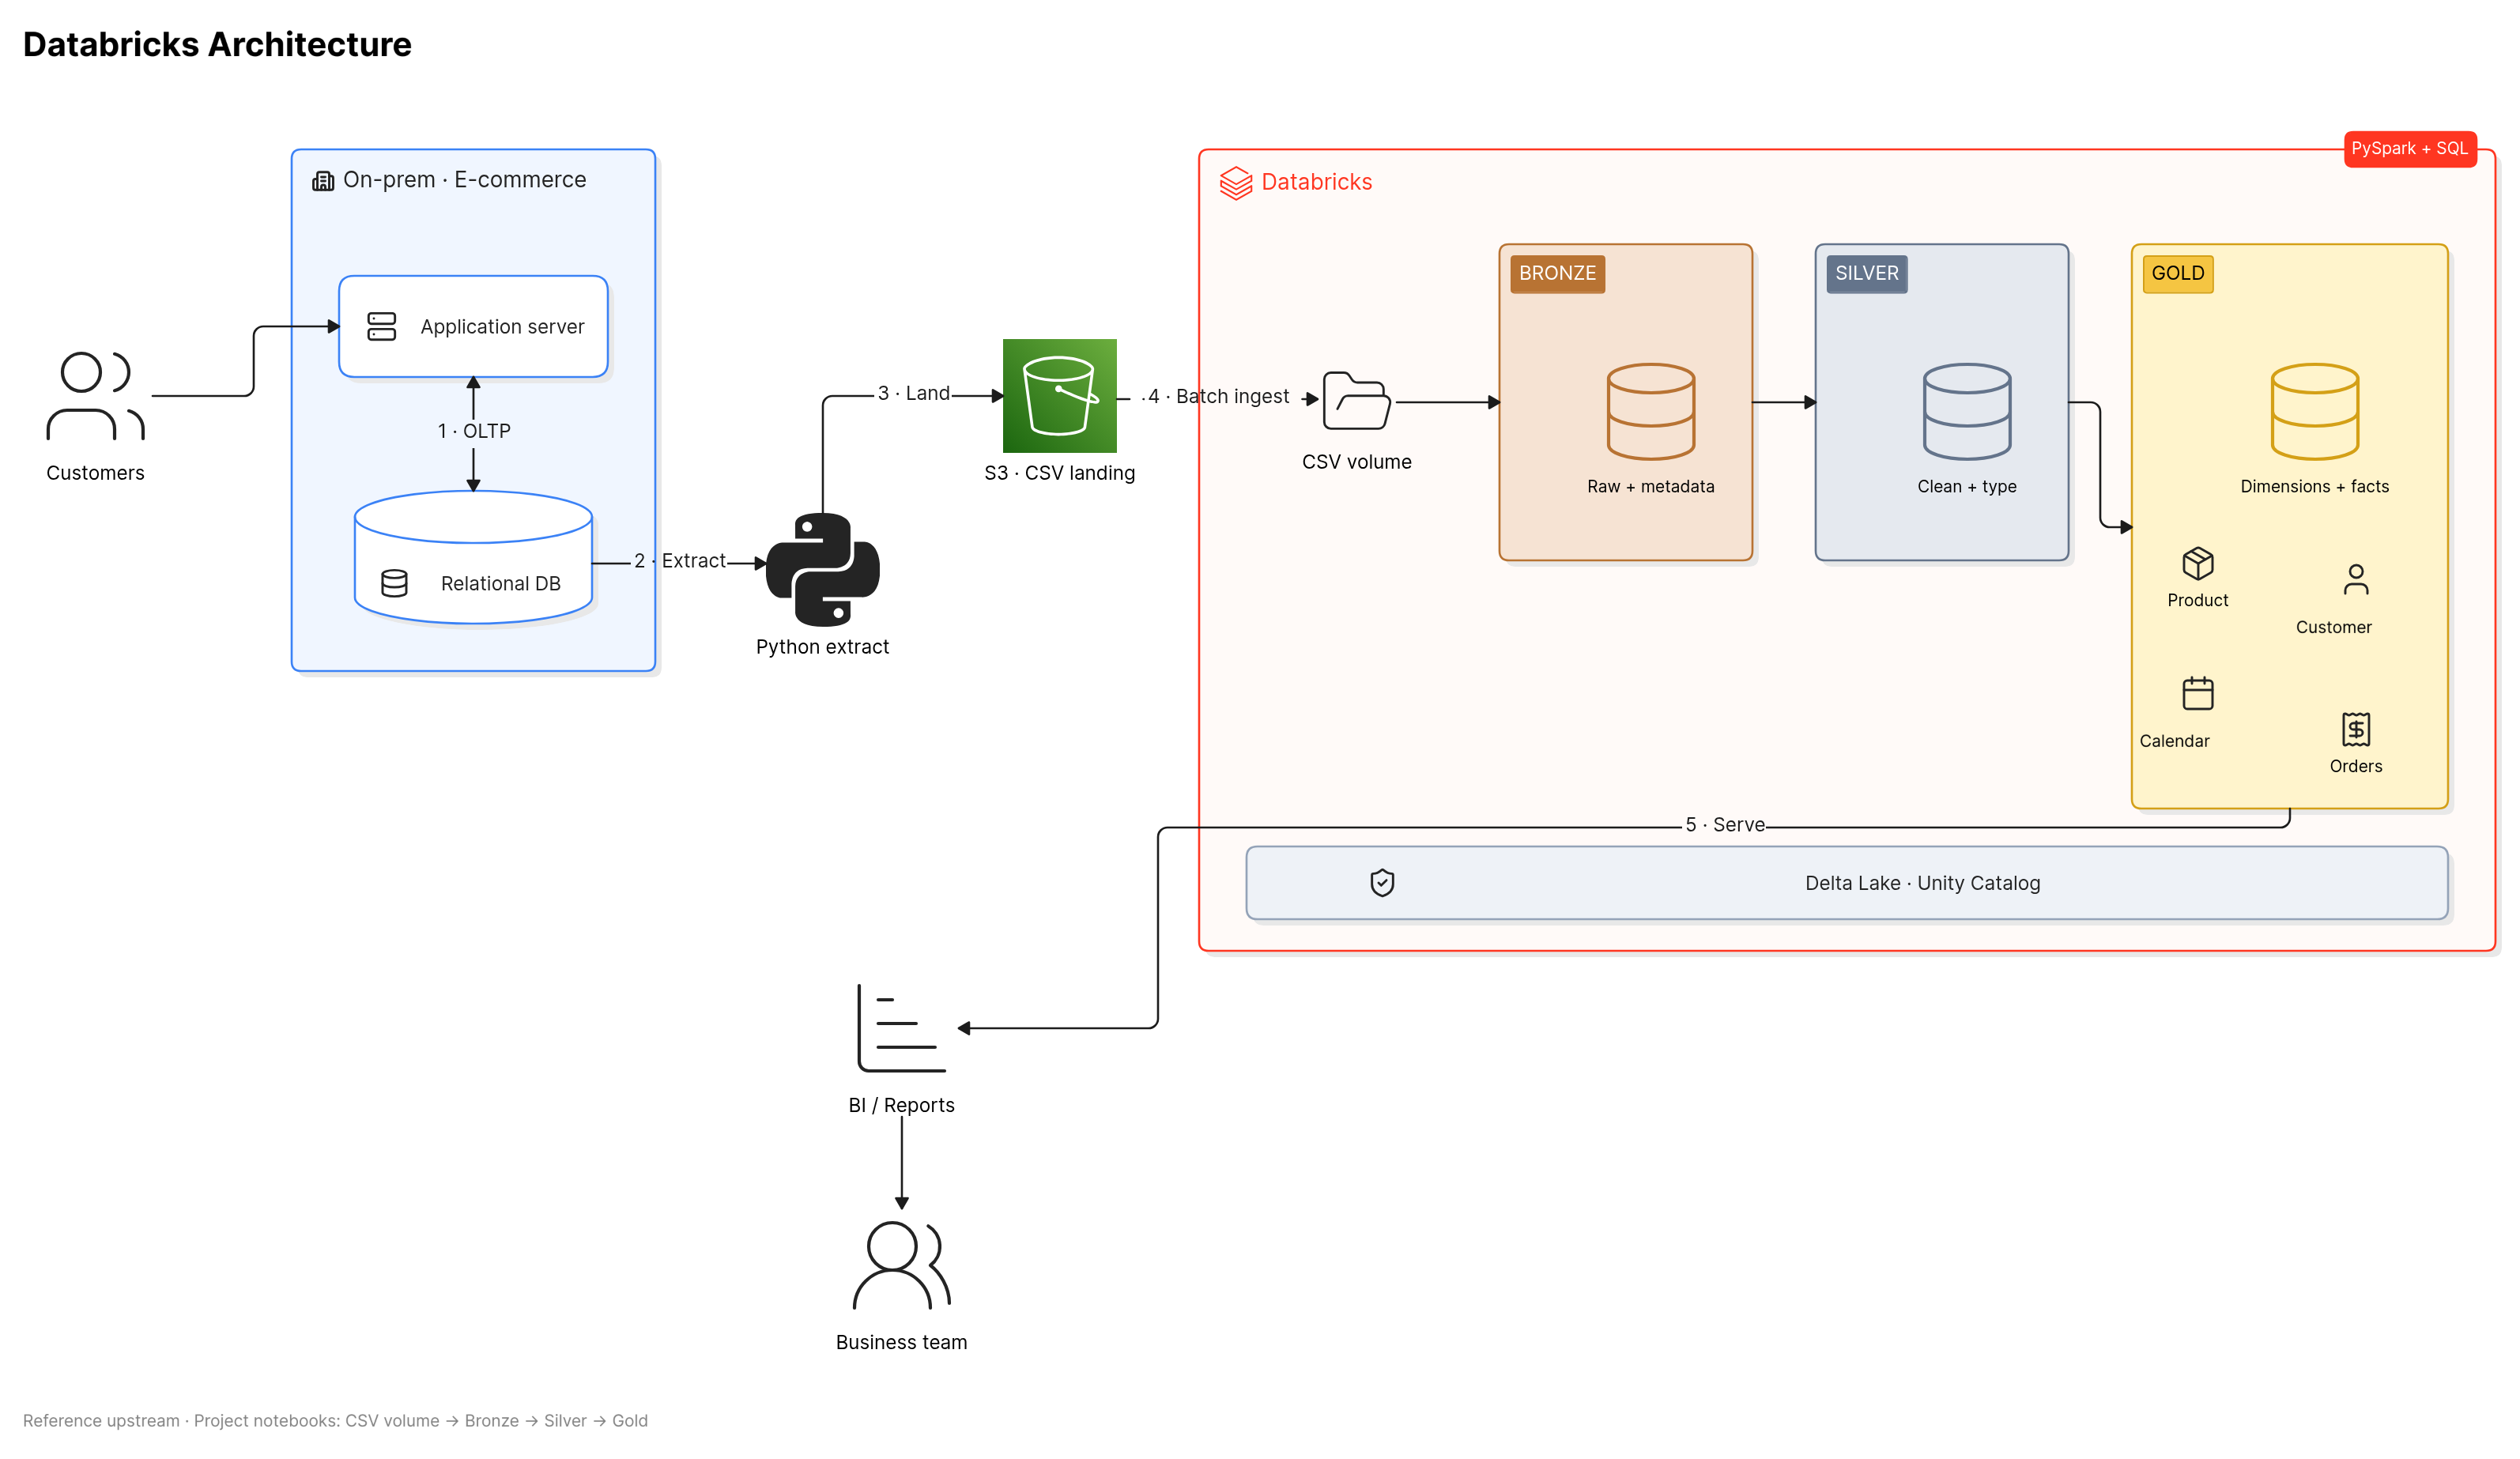 Databricks Architecture
PySpark + SQL
On-prem · E-commerce
Databricks
BRONZE
SILVER
GOLD
Application server
3 · Land
4 · Batch ingest
1 · OLTP
CSV volume
Customers
S3 · CSV landing
Raw + metadata
Clean + type
Dimensions + facts
2 · Extract
Relational DB
Product
Customer
Python extract
Calendar
Orders
5 · Serve
Delta Lake · Unity Catalog
BI / Reports
Business team
Reference upstream · Project notebooks: CSV volume → Bronze → Silver → Gold